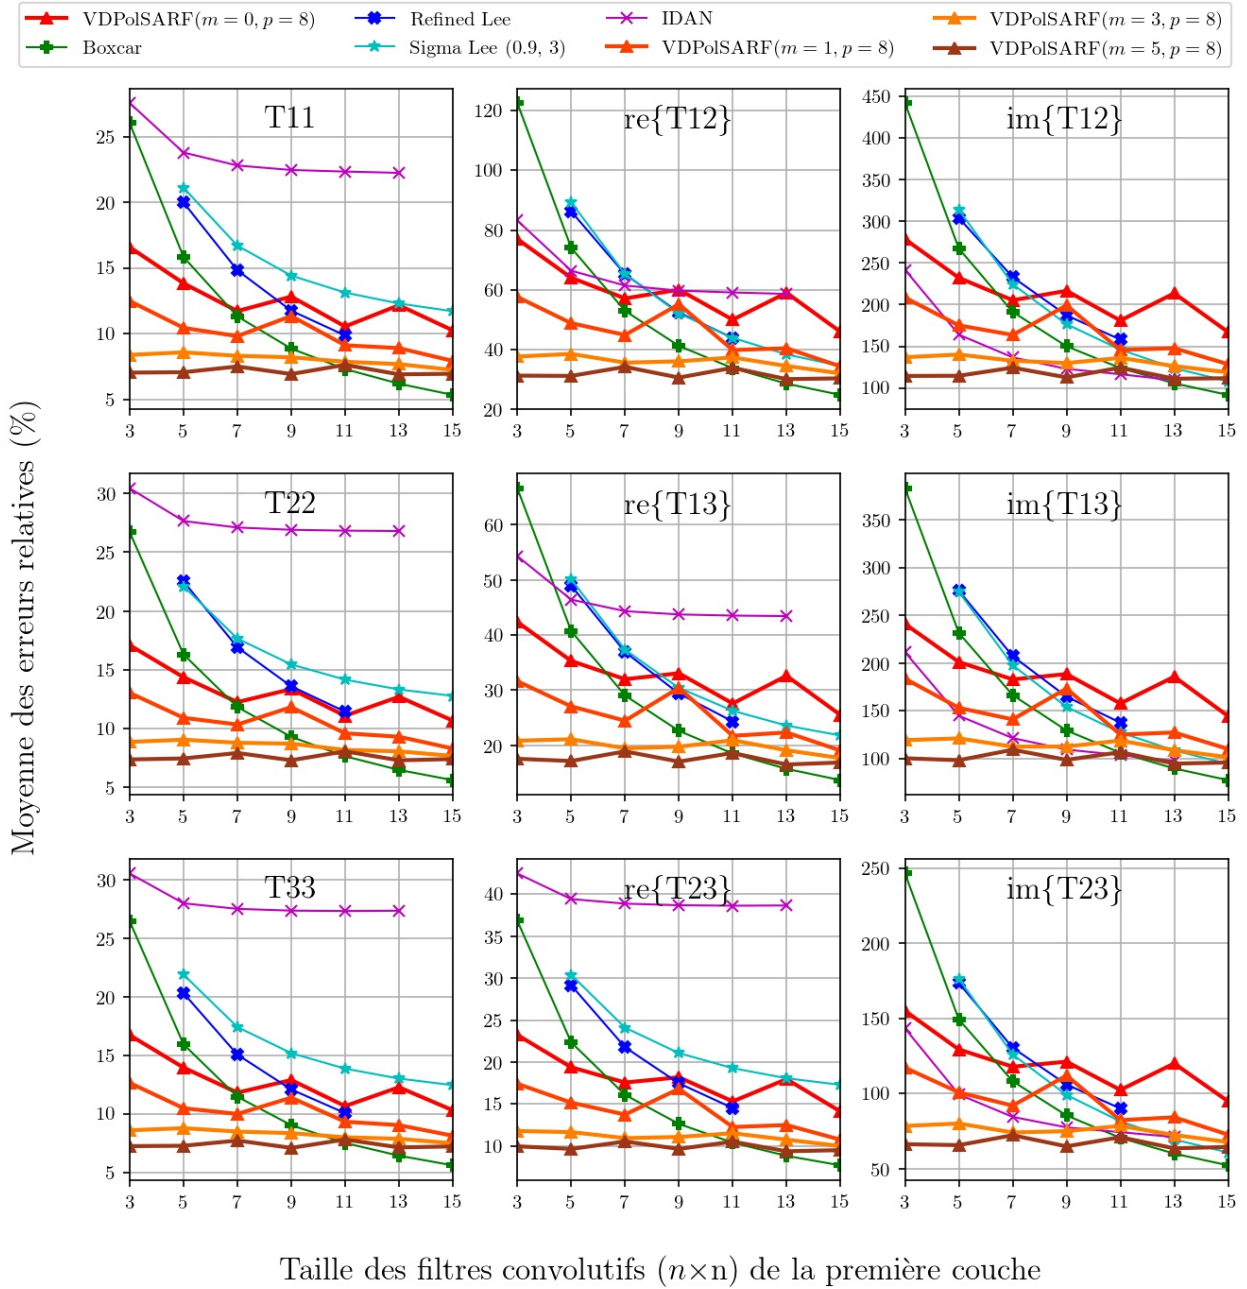 VDPolSARF(m = 0, p = 8) Refined Lee IDAN VDPolSARF(m = 3, p = 8)
Boxcar Sigma Lee (0.9, 3) VDPolSARF(m = 1, p = 8) VDPolSARF(m = 5, p = 8)
Moyenne des erreurs relatives (%)
T11
25
20
15
10
5
3 5 7 9 11 13 15
re{T12}
120
100
80
60
40
20
3 5 7 9 11 13 15
im{T12}
450
400
350
300
250
200
150
100
3 5 7 9 11 13 15
T22
30
25
20
15
10
5
3 5 7 9 11 13 15
re{T13}
60
50
40
30
20
3 5 7 9 11 13 15
im{T13}
350
300
250
200
150
100
3 5 7 9 11 13 15
T33
30
25
20
15
10
5
3 5 7 9 11 13 15
re{T23}
40
35
30
25
20
15
10
3 5 7 9 11 13 15
im{T23}
250
200
150
100
50
3 5 7 9 11 13 15
Taille des filtres convolutifs (n×n) de la première couche